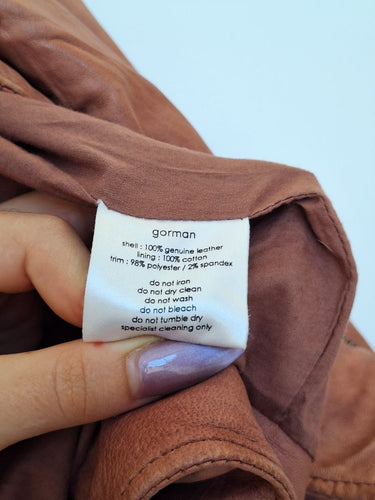 gorman
shell : 100% genuine leather
lining : 100% cotton
trim : 98% polyester / 2% spandex
do not iron
do not dry clean
do not wash
do not bleach
do not tumble dry
specialist cleaning only